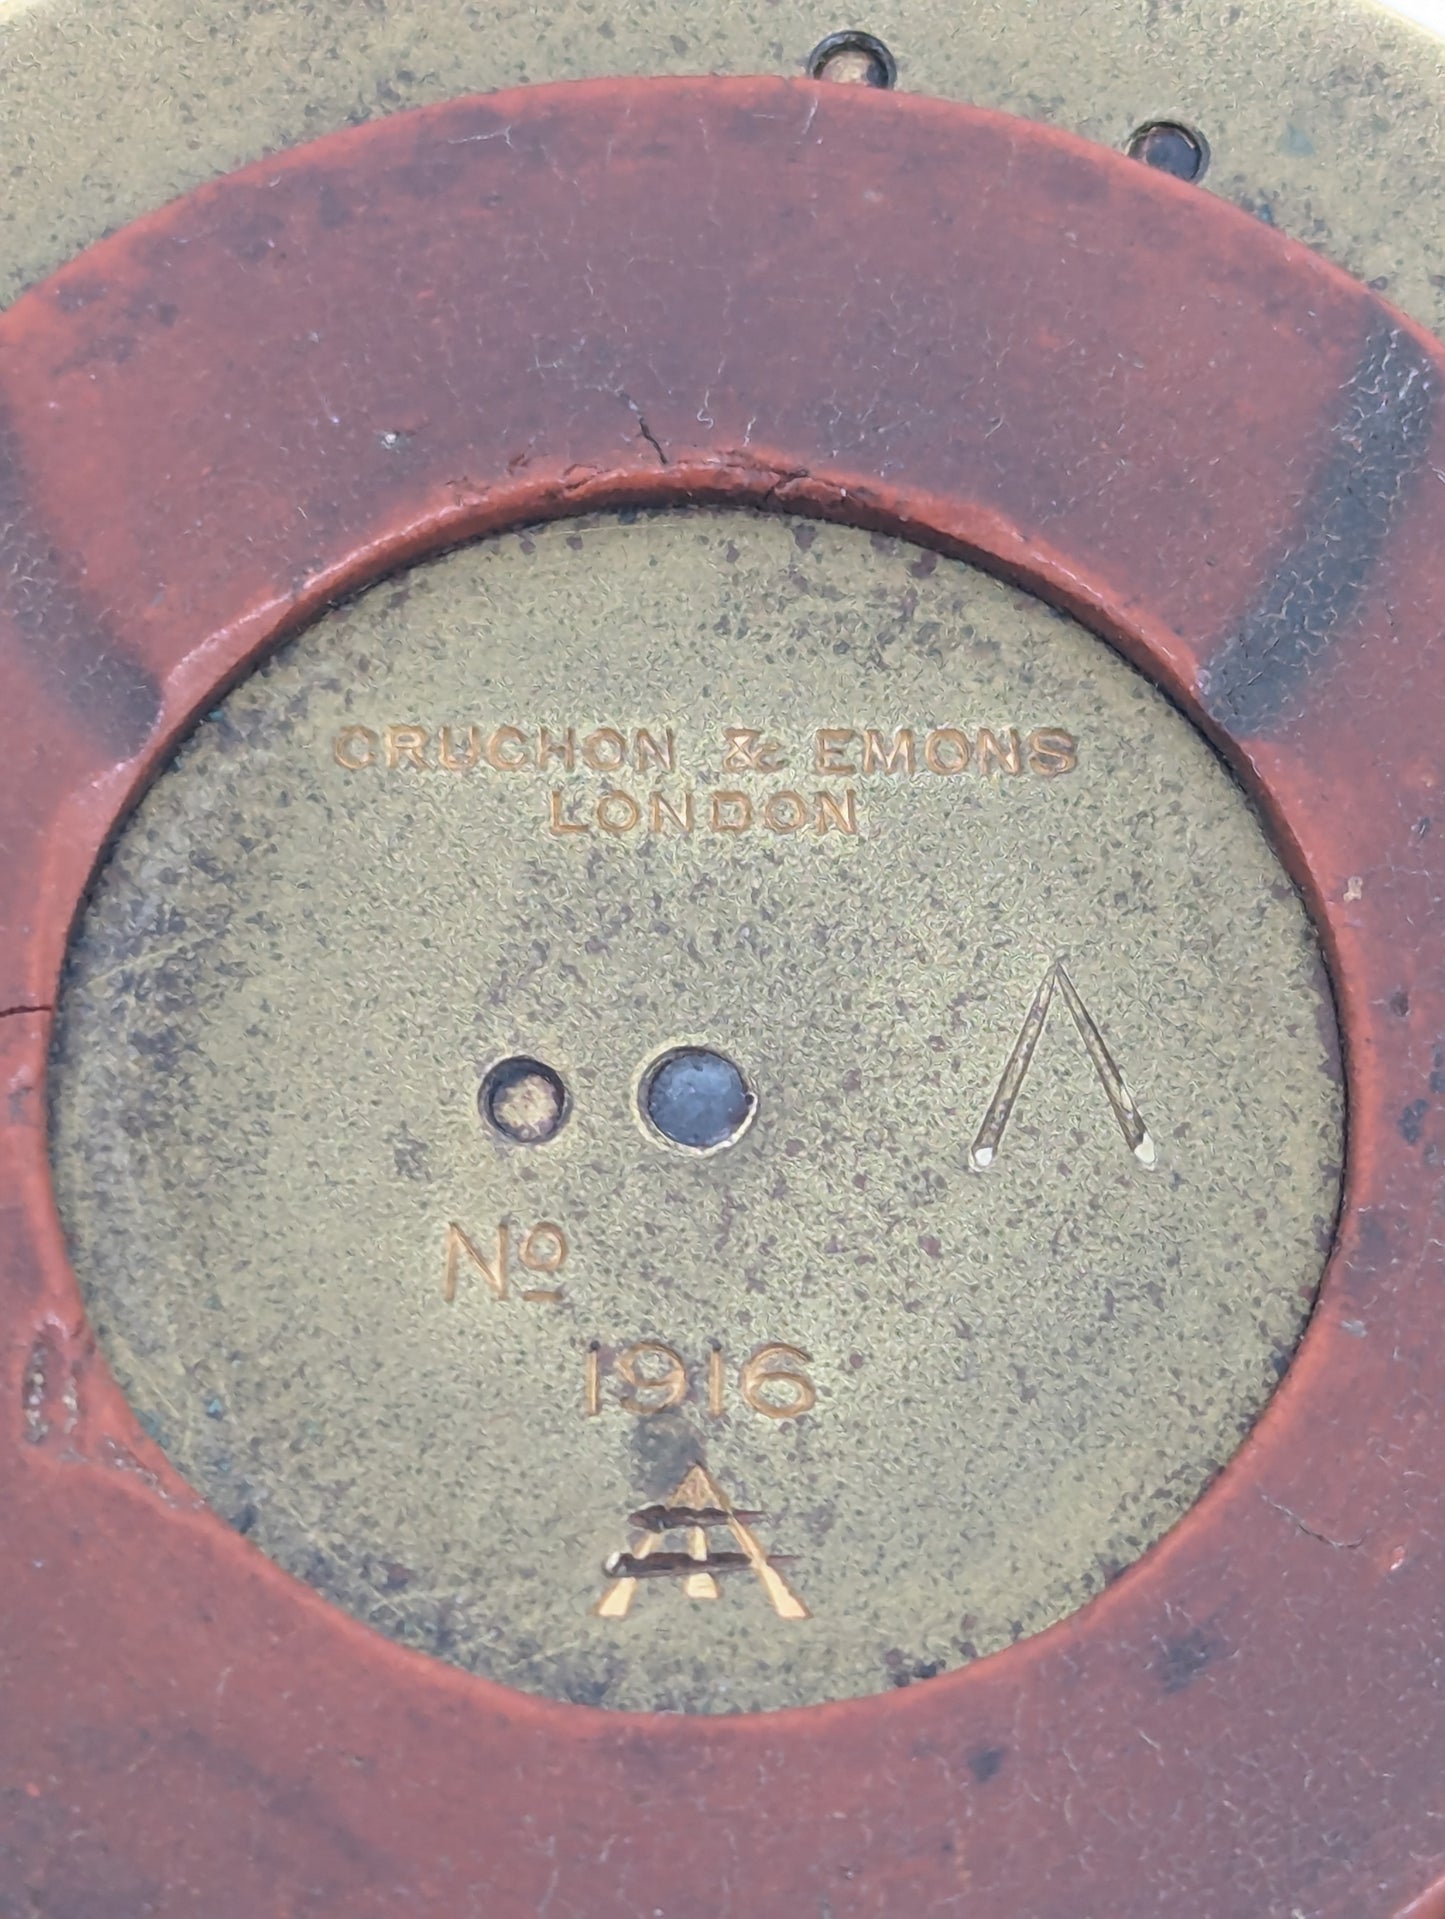 CRUCHON & EMONS
LONDON
Nº
1916